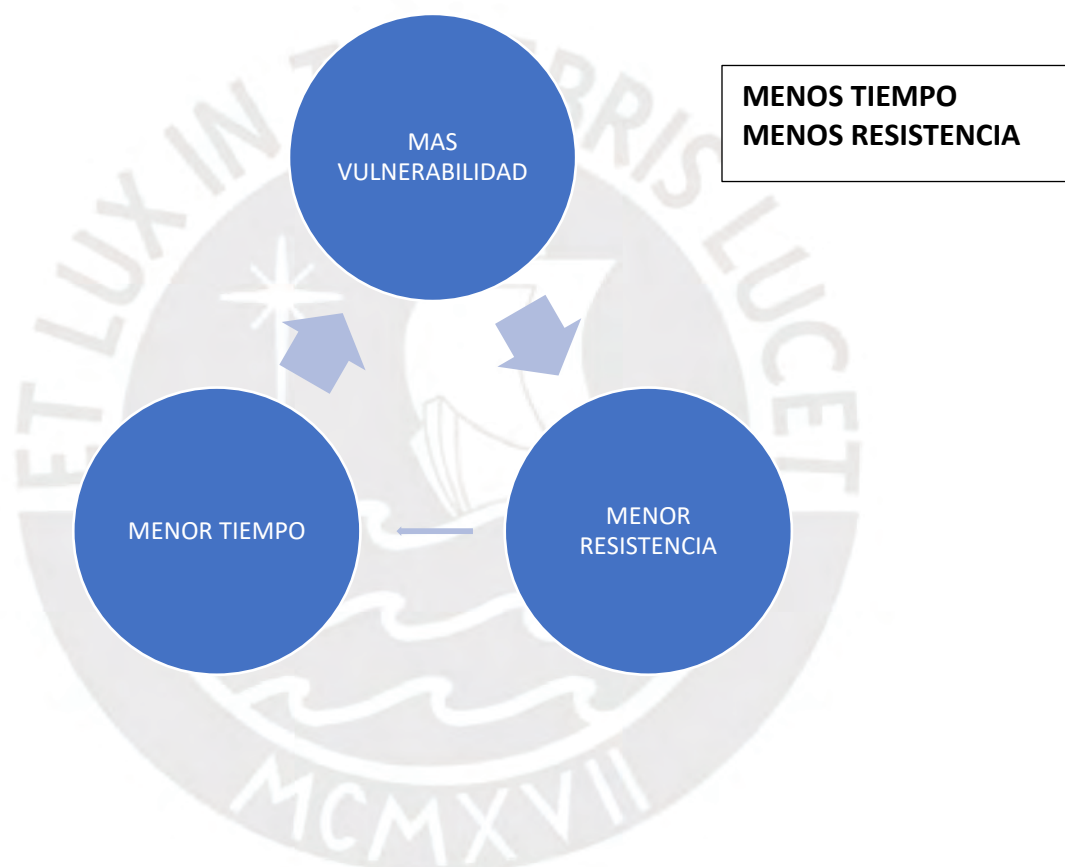 MAS
VULNERABILIDAD
MENOS TIEMPO
MENOS RESISTENCIA
MENOR TIEMPO
MENOR
RESISTENCIA
ET LUX IN TENEBRIS LUCET
MCMXVII